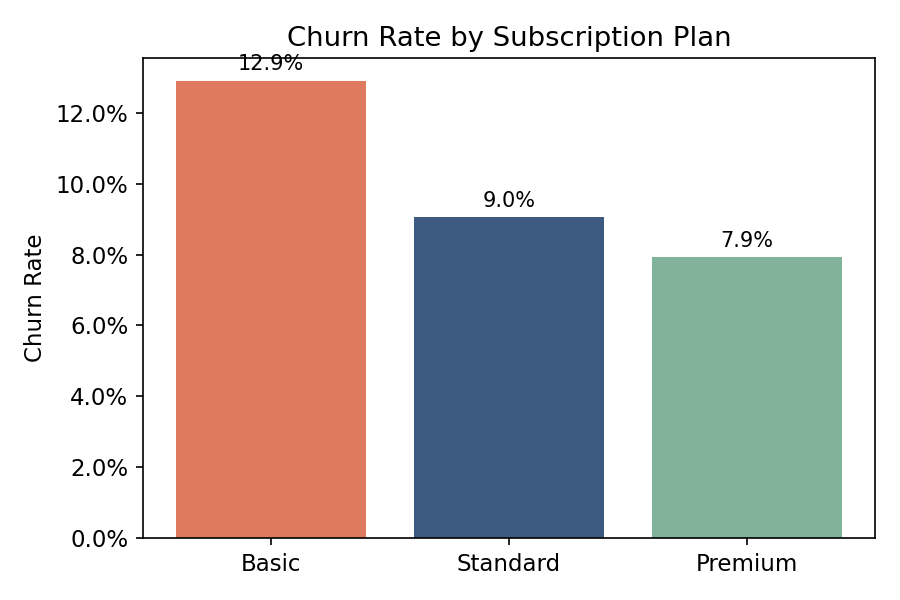 Churn Rate by Subscription Plan
12.9%
12.0%
10.0%
9.0%
8.0%
7.9%
6.0%
4.0%
2.0%
0.0%
Churn Rate
Basic
Standard
Premium